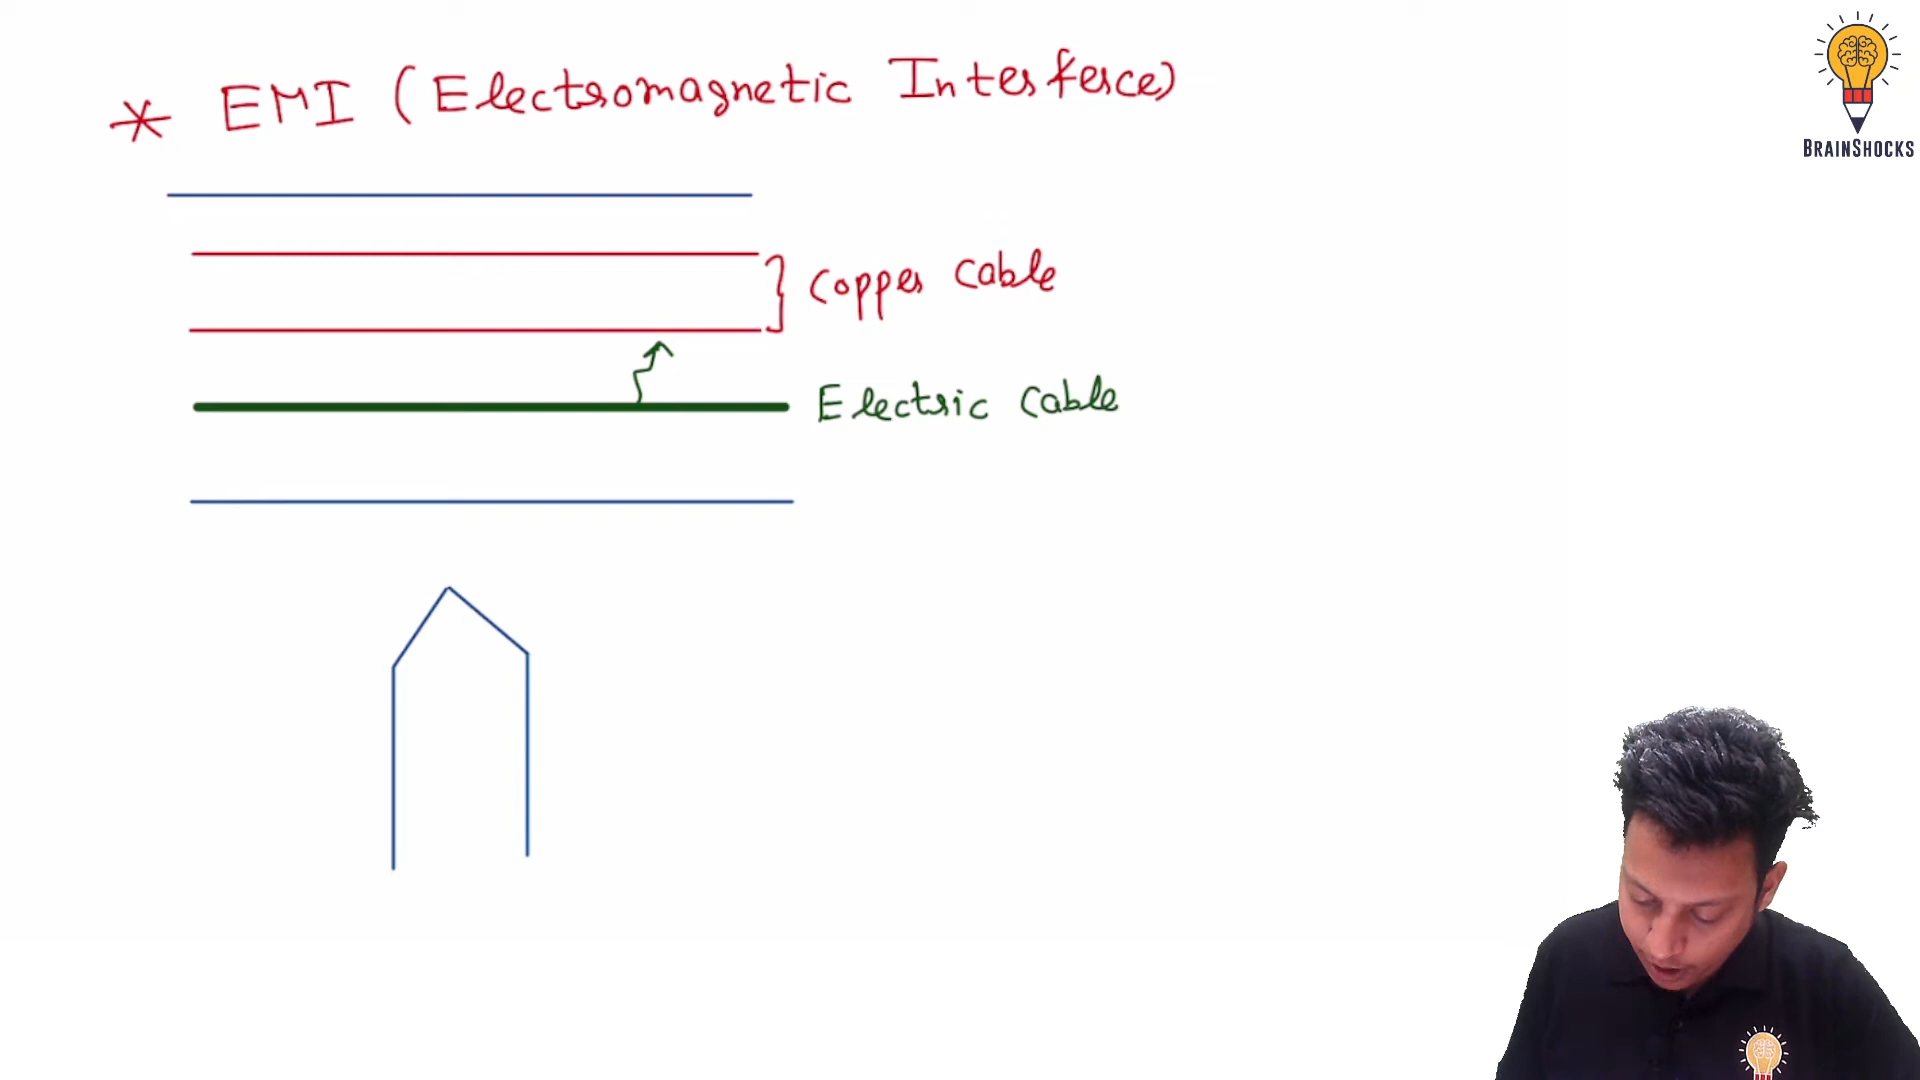 * EMI (Electromagnetic Interferce)
BRAINSHOCKS
Copper Cable
Electric Cable